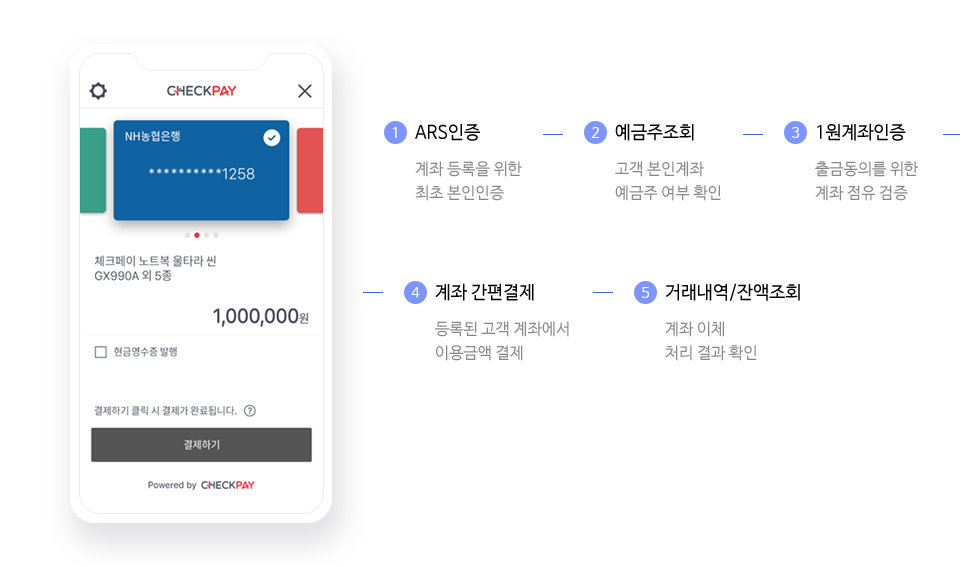 CHECKPAY
NH농협은행
**********1258
체크페이 노트북 울타라 씬
GX990A 외 5종
1,000,000원
현금영수증 발행
결제하기 클릭 시 결제가 완료됩니다. ?
결제하기
Powered by CHECKPAY
1 ARS인증
계좌 등록을 위한
최초 본인인증
2 예금주조회
고객 본인계좌
예금주 여부 확인
3 1원계좌인증
출금동의를 위한
계좌 점유 검증
4 계좌 간편결제
등록된 고객 계좌에서
이용금액 결제
5 거래내역/잔액조회
계좌 이체
처리 결과 확인